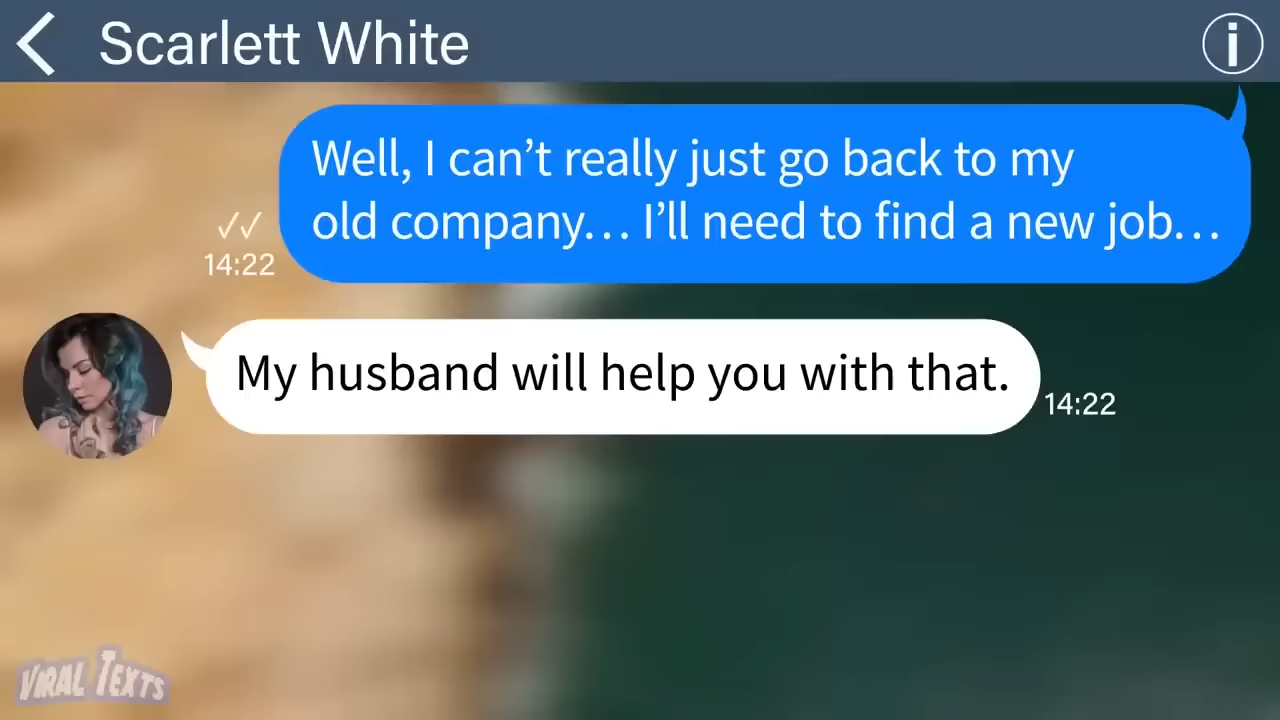 Scarlett White
i
Well, I can’t really just go back to my
old company... I’ll need to find a new job...
14:22
My husband will help you with that.
14:22
VIRAL TEXTS